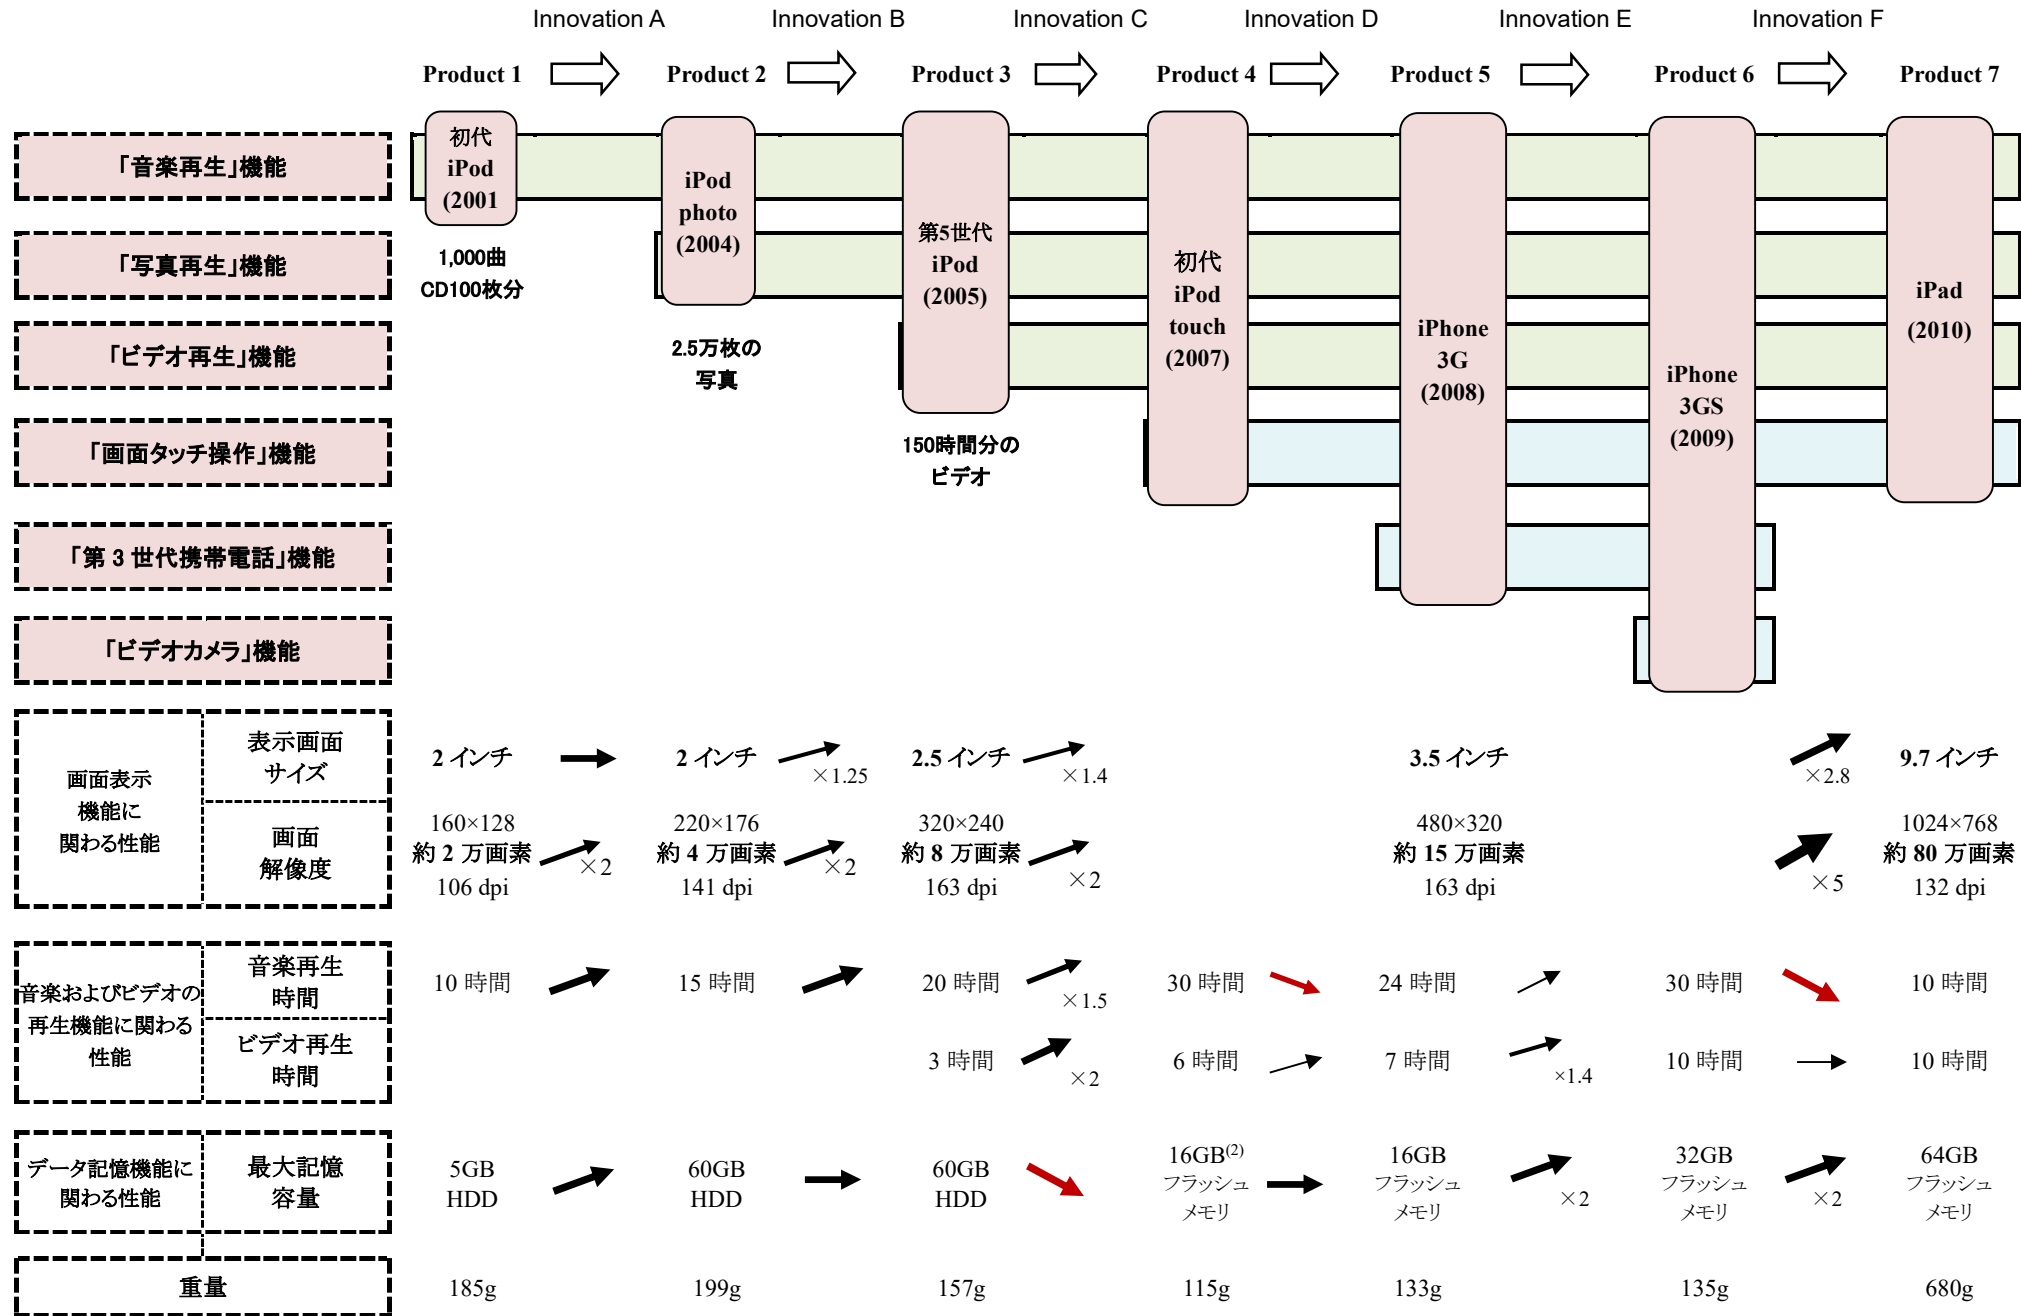 Innovation A
Innovation B
Innovation C
Innovation D
Innovation E
Innovation F
Product 1
Product 2
Product 3
Product 4
Product 5
Product 6
Product 7
「音楽再生」機能
「写真再生」機能
「ビデオ再生」機能
「画面タッチ操作」機能
「第 3 世代携帯電話」機能
「ビデオカメラ」機能
初代
iPod
(2001
1,000曲
CD100枚分
iPod
photo
(2004)
2.5万枚の
写真
第5世代
iPod
(2005)
150時間分の
ビデオ
初代
iPod
touch
(2007)
iPhone
3G
(2008)
iPhone
3GS
(2009)
iPad
(2010)
画面表示
機能に
関わる性能
表示画面
サイズ
2 インチ
2 インチ
×1.25
2.5 インチ
×1.4
3.5 インチ
×2.8
9.7 インチ
画面
解像度
160×128
約 2 万画素
106 dpi
×2
220×176
約 4 万画素
141 dpi
×2
320×240
約 8 万画素
163 dpi
×2
480×320
約 15 万画素
163 dpi
×5
1024×768
約 80 万画素
132 dpi
音楽およびビデオの
再生機能に関わる
性能
音楽再生
時間
10 時間
15 時間
20 時間
×1.5
30 時間
24 時間
30 時間
10 時間
ビデオ再生
時間
3 時間
×2
6 時間
7 時間
×1.4
10 時間
10 時間
データ記憶機能に
関わる性能
最大記憶
容量
5GB
HDD
60GB
HDD
60GB
HDD
16GB(2)
フラッシュ
メモリ
16GB
フラッシュ
メモリ
×2
32GB
フラッシュ
メモリ
×2
64GB
フラッシュ
メモリ
重量
185g
199g
157g
115g
133g
135g
680g